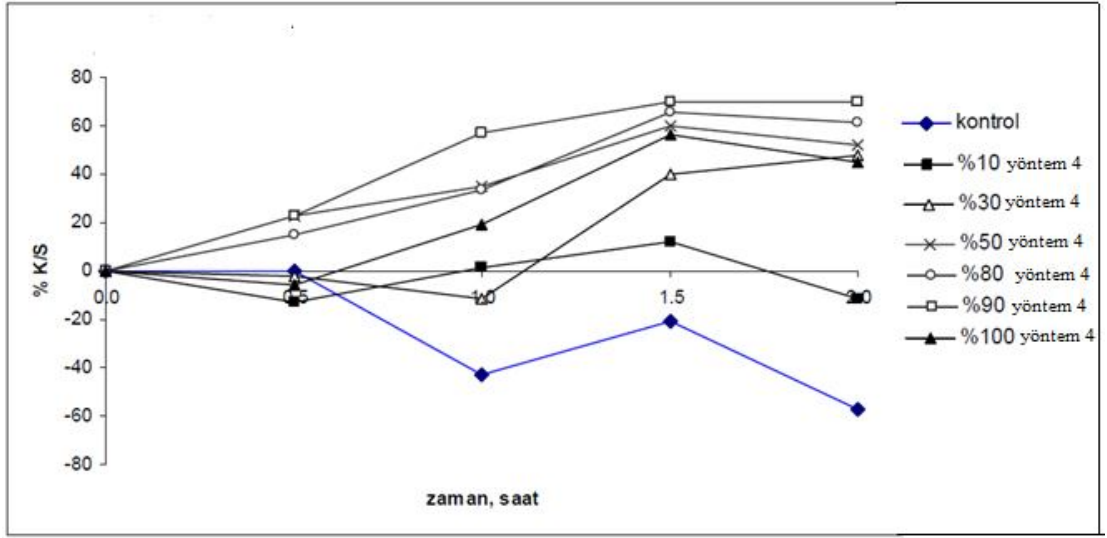 80
60
40
20
0
-20
-40
-60
-80
% K/S
0.0
1.0
1.5
zaman, saat
kontrol
%10 yöntem 4
%30 yöntem 4
%50 yöntem 4
%80 yöntem 4
%90 yöntem 4
%100 yöntem 4